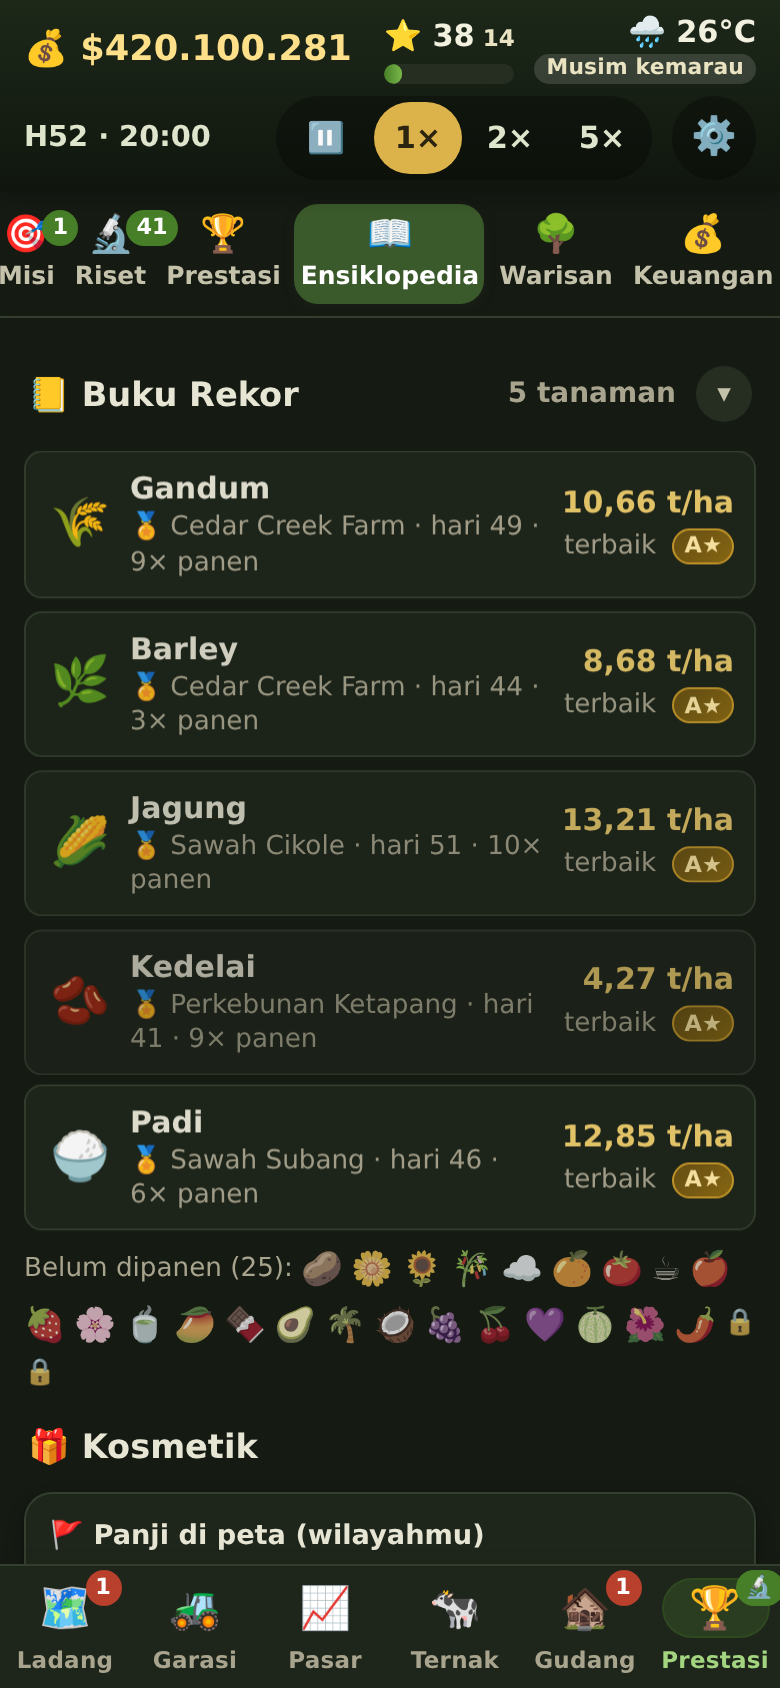 $420.100.281
38 14
26°C
Musim kemarau
H52 · 20:00
1×
2×
5×
1
41
Misi
Riset
Prestasi
Ensiklopedia
Warisan
Keuangan
Buku Rekor
5 tanaman
Gandum
Cedar Creek Farm · hari 49 ·
9× panen
10,66 t/ha
terbaik A★
Barley
Cedar Creek Farm · hari 44 ·
3× panen
8,68 t/ha
terbaik A★
Jagung
Sawah Cikole · hari 51 · 10×
panen
13,21 t/ha
terbaik A★
Kedelai
Perkebunan Ketapang · hari
41 · 9× panen
4,27 t/ha
terbaik A★
Padi
Sawah Subang · hari 46 ·
6× panen
12,85 t/ha
terbaik A★
Belum dipanen (25):
Kosmetik
Panji di peta (wilayahmu)
1
1
Ladang
Garasi
Pasar
Ternak
Gudang
Prestasi